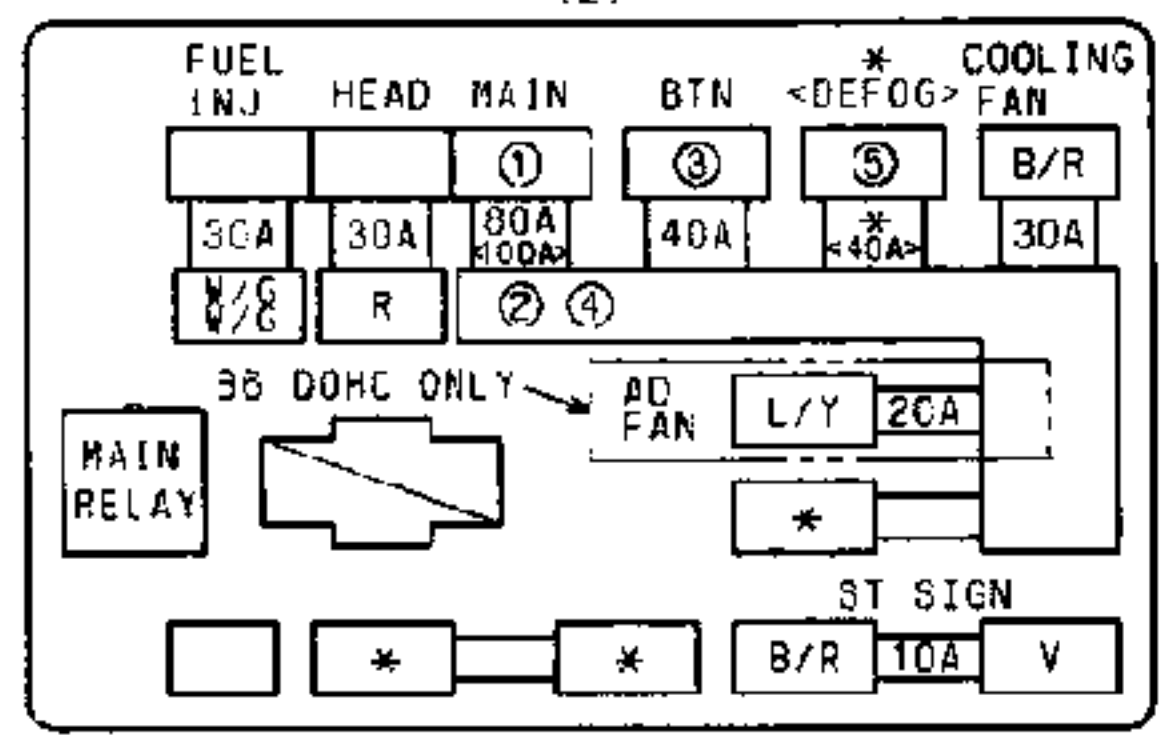 FUEL INJ
HEAD
MAIN
BTN
*
<DEFOG>
COOLING FAN
① ③ ⑤ B/R
30A 30A 80A <100A> 40A * <40A> 30A
W/G
W/G
R ② ④
96 DOHC ONLY
AD FAN
L/Y 20A
MAIN RELAY
*
ST SIGN
* * B/R 10A V